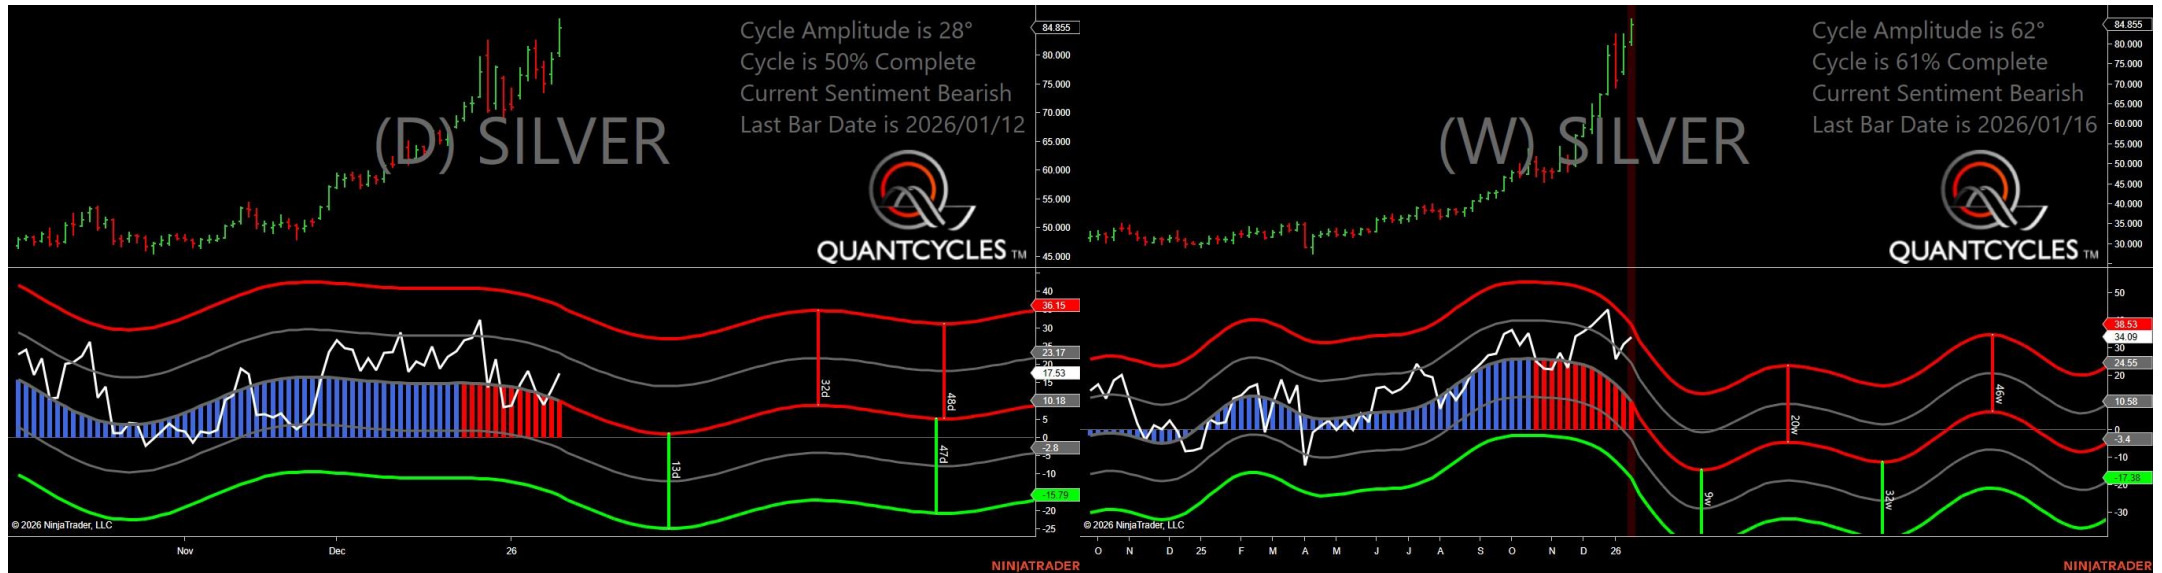 Cycle Amplitude is 28°
Cycle is 50% Complete
Current Sentiment Bearish
Last Bar Date is 2026/01/12
(D) SILVER
QUANTCYCLES TM
84.855
80.000
75.000
70.000
65.000
60.000
55.000
50.000
45.000
40
36.15
30
23.17
17.53
15
10.18
5
0
-2.8
-5
-10
-15.79
-20
-25
32d
48d
13d
47d
© 2026 NinjaTrader, LLC
Nov
Dec
26
NINJATRADER
Cycle Amplitude is 62°
Cycle is 61% Complete
Current Sentiment Bearish
Last Bar Date is 2026/01/16
(W) SILVER
QUANTCYCLES TM
84.855
80.000
75.000
70.000
65.000
60.000
55.000
50.000
45.000
40.000
35.000
30.000
50
38.53
34.09
30
24.55
20
10.58
0
-3.4
-10
-17.38
-30
20w
46w
9w
32w
© 2026 NinjaTrader, LLC
O N D 25 F M A M J J A S O N D 26
NINJATRADER